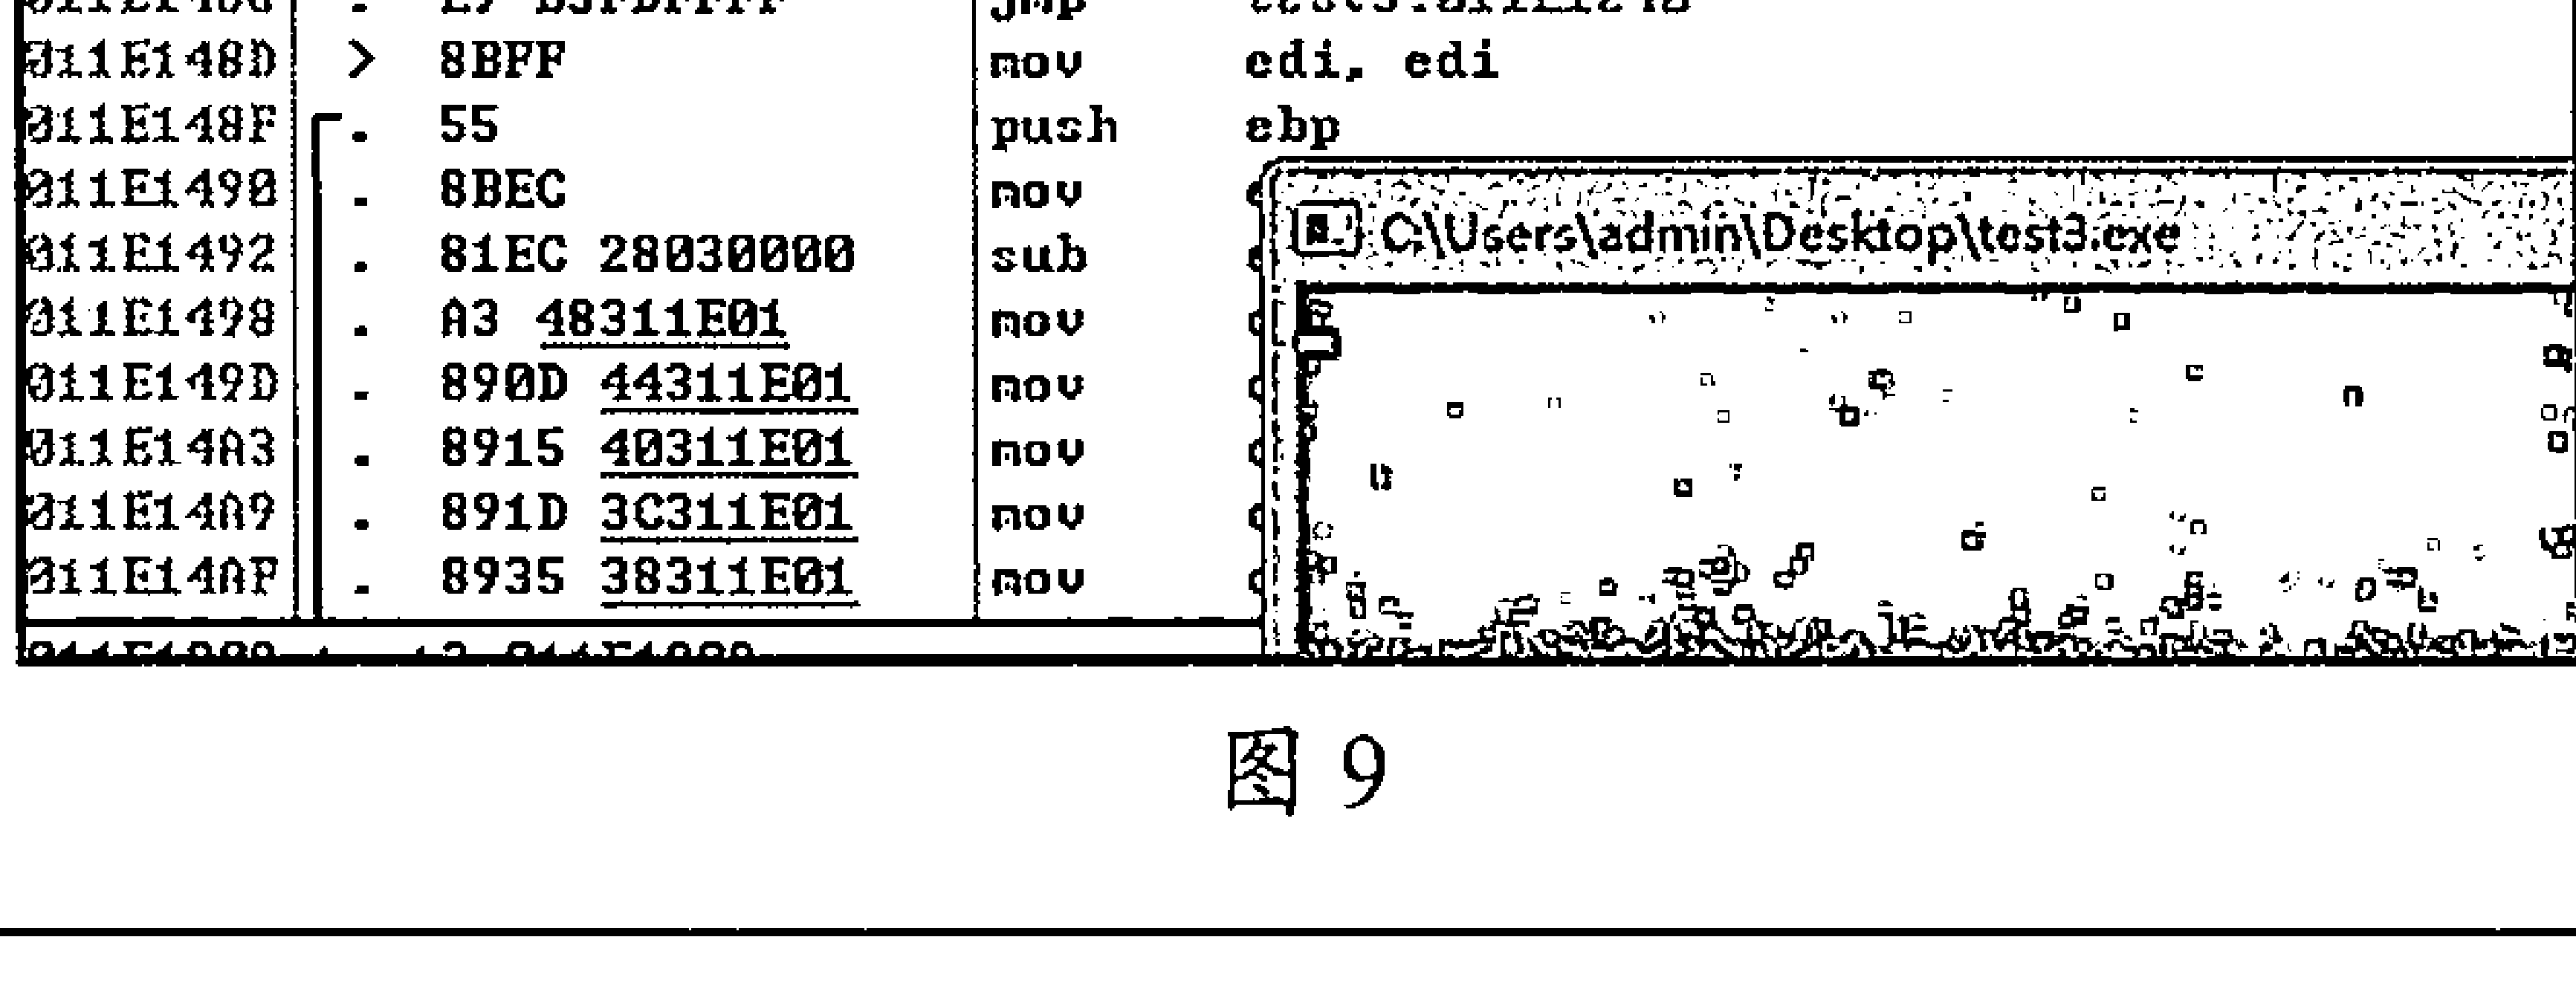 011E148D > 8BFF mov edi, edi
011E148F . 55 push ebp
011E1490 . 8BEC mov
011E1492 . 81EC 28030000 sub
011E1498 . A3 48311E01 mov
011E149D . 890D 44311E01 mov
011E14A3 . 8915 40311E01 mov
011E14A9 . 891D 3C311E01 mov
011E14AF . 8935 38311E01 mov
C:\Users\admin\Desktop\test3.exe
图 9